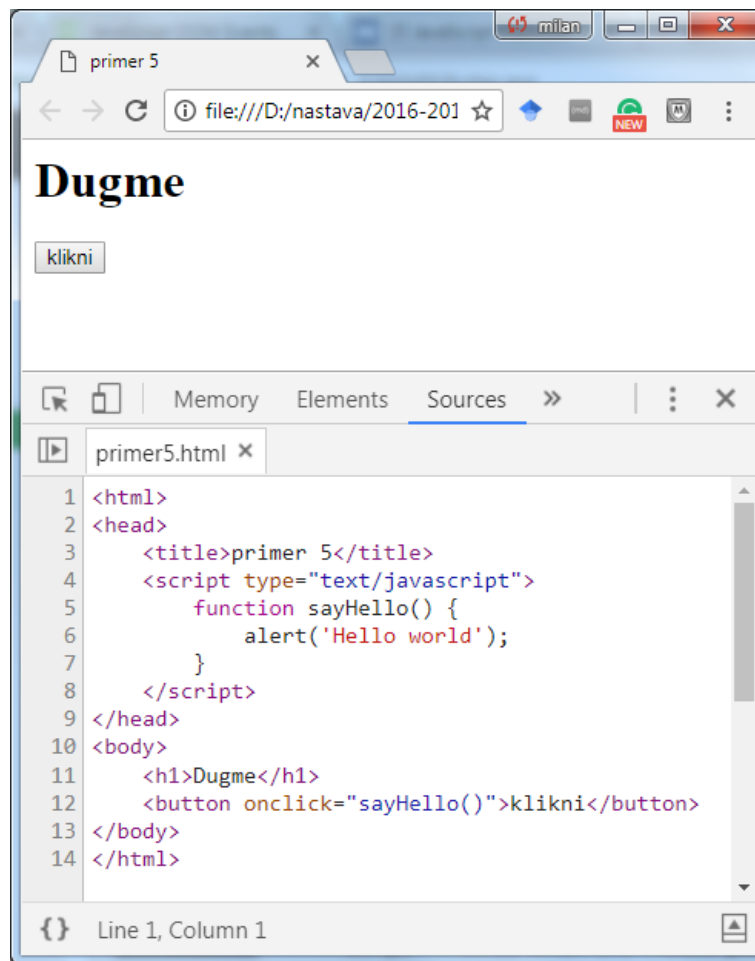 milan
primer 5
file:///D:/nastava/2016-201
NEW
Dugme
klikni
Memory Elements Sources »
primer5.html
1 <html>
2 <head>
3 <title>primer 5</title>
4 <script type="text/javascript">
5 function sayHello() {
6 alert('Hello world');
7 }
8 </script>
9 </head>
10 <body>
11 <h1>Dugme</h1>
12 <button onclick="sayHello()">klikni</button>
13 </body>
14 </html>
{} Line 1, Column 1